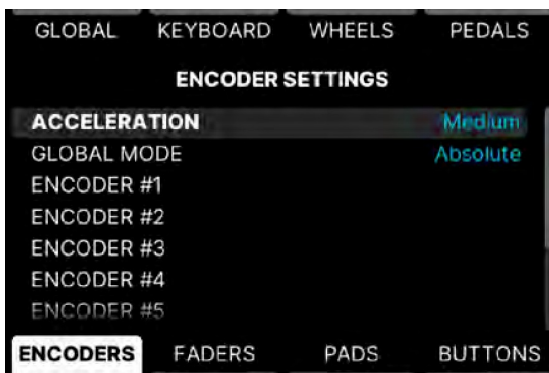 GLOBAL KEYBOARD WHEELS PEDALS
ENCODER SETTINGS
ACCELERATION Medium
GLOBAL MODE Absolute
ENCODER #1
ENCODER #2
ENCODER #3
ENCODER #4
ENCODER #5
ENCODERS FADERS PADS BUTTONS